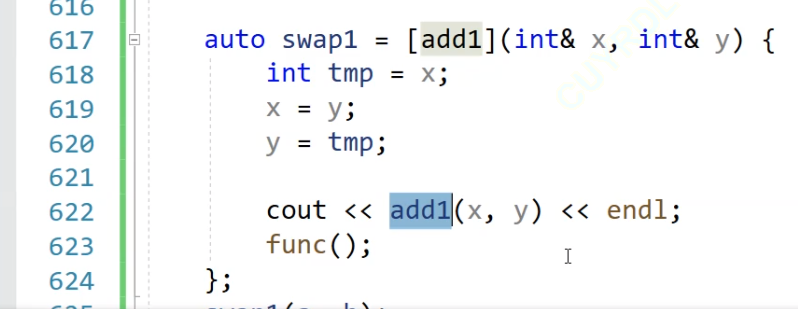 616
617 auto swap1 = [add1](int& x, int& y) {
618 int tmp = x;
619 x = y;
620 y = tmp;
621
622 cout << add1(x, y) << endl;
623 func();
624 };